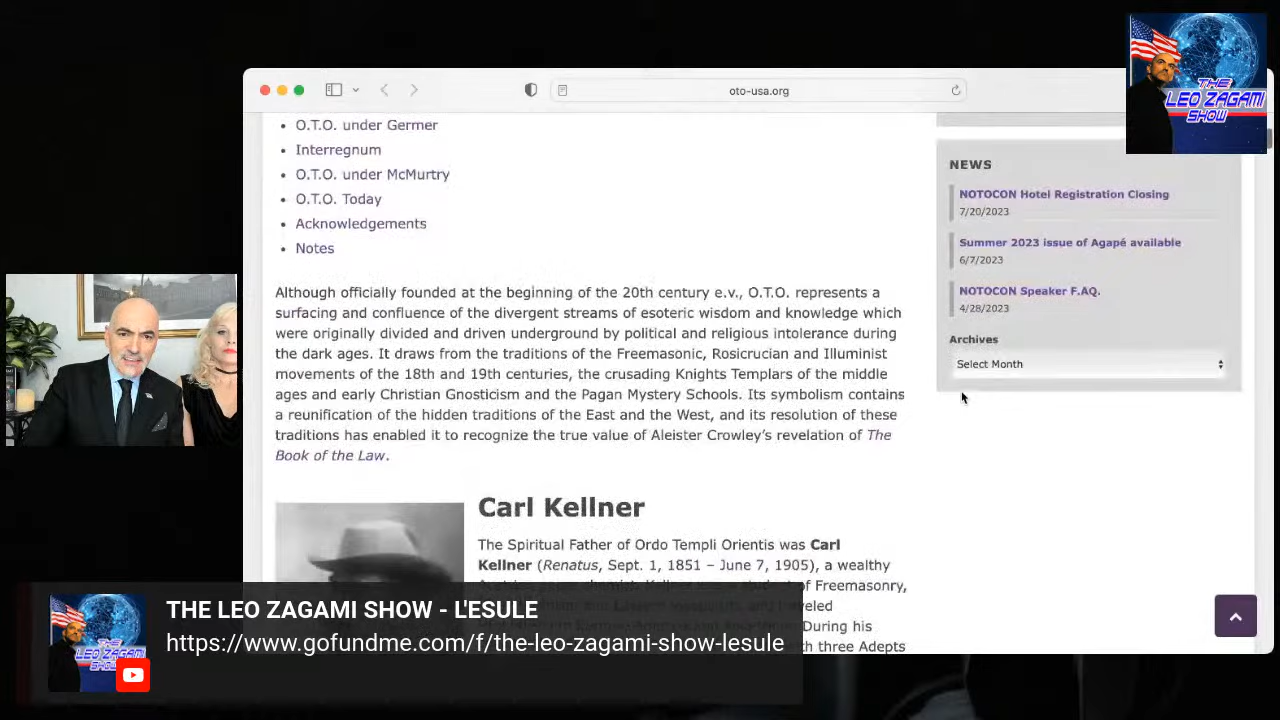 oto-usa.org
THE
LEO ZAGAMI
SHOW
O.T.O. under Germer
Interregnum
O.T.O. under McMurtry
O.T.O. Today
Acknowledgements
Notes
Although officially founded at the beginning of the 20th century e.v., O.T.O. represents a
surfacing and confluence of the divergent streams of esoteric wisdom and knowledge which
were originally divided and driven underground by political and religious intolerance during
the dark ages. It draws from the traditions of the Freemasonic, Rosicrucian and Illuminist
movements of the 18th and 19th centuries, the crusading Knights Templars of the middle
ages and early Christian Gnosticism and the Pagan Mystery Schools. Its symbolism contains
a reunification of the hidden traditions of the East and the West, and its resolution of these
traditions has enabled it to recognize the true value of Aleister Crowley’s revelation of The
Book of the Law.
Carl Kellner
The Spiritual Father of Ordo Templi Orientis was Carl
Kellner (Renatus, Sept. 1, 1851 – June 7, 1905), a wealthy
of Freemasonry,
During his
three Adepts
NEWS
NOTOCON Hotel Registration Closing
7/20/2023
Summer 2023 issue of Agapé available
6/7/2023
NOTOCON Speaker F.AQ.
4/28/2023
Archives
Select Month
THE
LEO ZAGAMI
SHOW
THE LEO ZAGAMI SHOW - L'ESULE
https://www.gofundme.com/f/the-leo-zagami-show-lesule